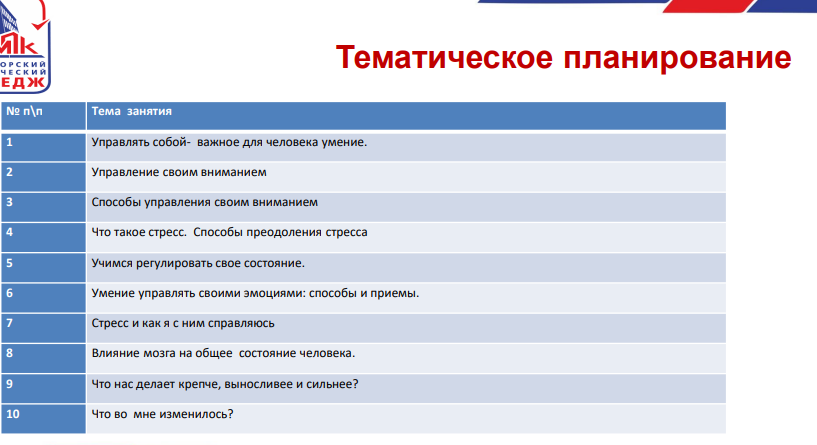 ОРСКИЙ
ЧЕСКИЙ
ЕДЖ
Тематическое планирование
№ п\п Тема занятия
1 Управлять собой- важное для человека умение.
2 Управление своим вниманием
3 Способы управления своим вниманием
4 Что такое стресс. Способы преодоления стресса
5 Учимся регулировать свое состояние.
6 Умение управлять своими эмоциями: способы и приемы.
7 Стресс и как я с ним справляюсь
8 Влияние мозга на общее состояние человека.
9 Что нас делает крепче, выносливее и сильнее?
10 Что во мне изменилось?